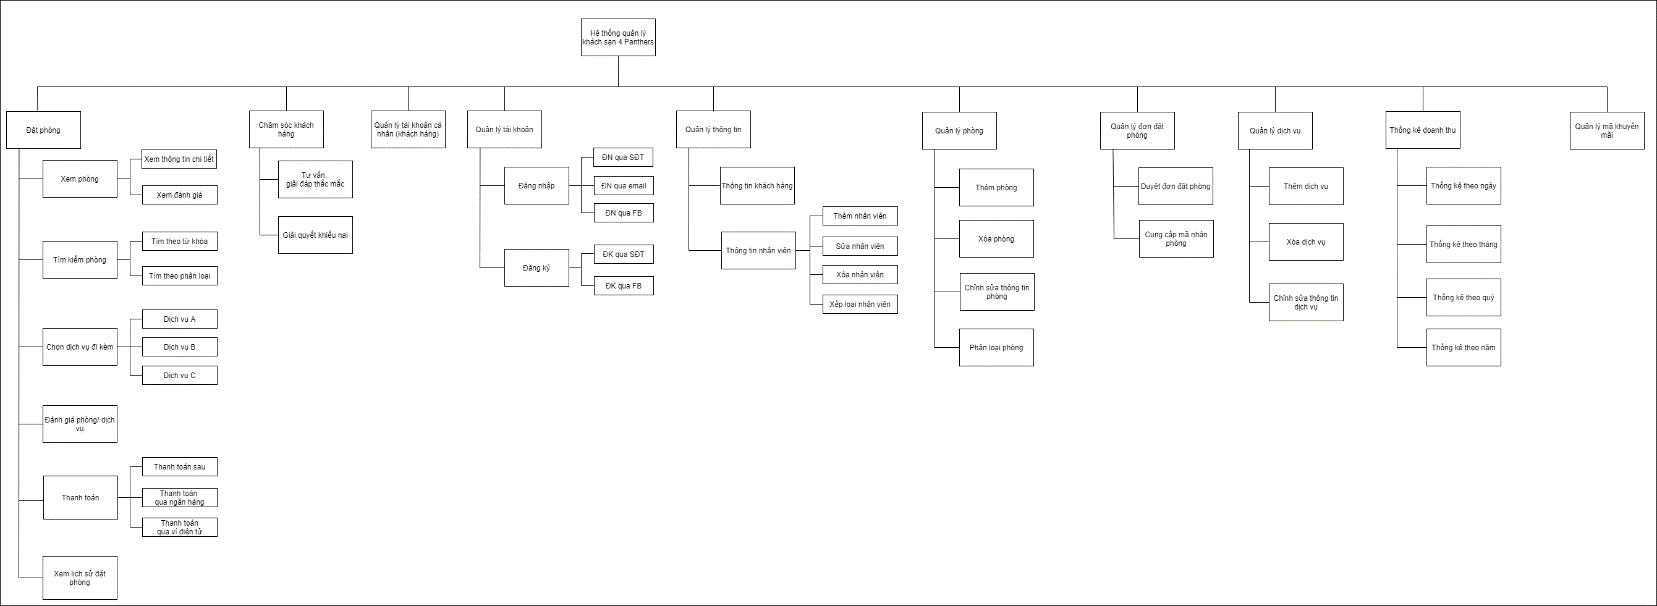 Hệ thống quản lý
khách sạn 4 Panthers
Đặt phòng
Chăm sóc khách
hàng
Quản lý tài khoản cá
nhân (khách hàng)
Quản lý tài khoản
Quản lý thông tin
Quản lý phòng
Quản lý đơn đặt
phòng
Quản lý dịch vụ
Thống kê doanh thu
Quản lý mã khuyến
mãi
Xem phòng
Xem thông tin chi tiết
Xem đánh giá
Tìm kiếm phòng
Tìm theo từ khóa
Tìm theo phân loại
Chọn dịch vụ đi kèm
Dịch vụ A
Dịch vụ B
Dịch vụ C
Đánh giá phòng/ dịch
vụ
Thanh toán
Thanh toán sau
Thanh toán
qua ngân hàng
Thanh toán
qua ví điện tử
Xem lịch sử đặt
phòng
Tư vấn,
giải đáp thắc mắc
Giải quyết khiếu nại
Đăng nhập
ĐN qua SĐT
ĐN qua email
ĐN qua FB
Đăng ký
ĐK qua SĐT
ĐK qua FB
Thông tin khách hàng
Thông tin nhân viên
Thêm nhân viên
Sửa nhân viên
Xóa nhân viên
Xếp loại nhân viên
Thêm phòng
Xóa phòng
Chỉnh sửa thông tin
phòng
Phân loại phòng
Duyệt đơn đặt phòng
Cung cấp mã nhận
phòng
Thêm dịch vụ
Xóa dịch vụ
Chỉnh sửa thông tin
dịch vụ
Thống kê theo ngày
Thống kê theo tháng
Thống kê theo quý
Thống kê theo năm